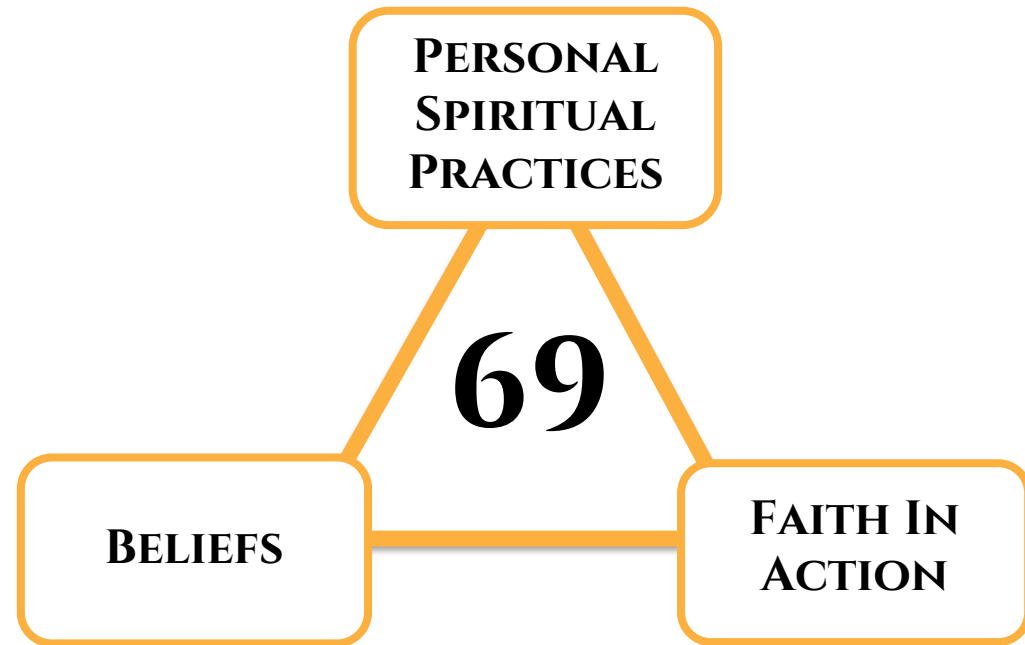 Personal
Spiritual
Practices
69
Beliefs
Faith In
Action